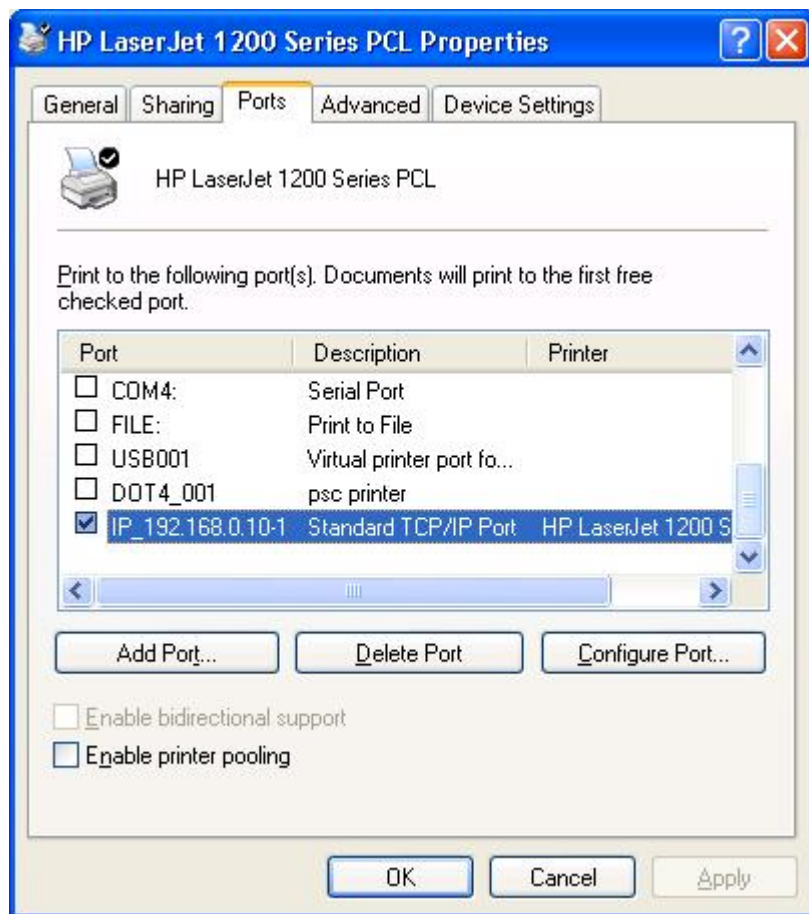 HP LaserJet 1200 Series PCL Properties
General Sharing Ports Advanced Device Settings
HP LaserJet 1200 Series PCL
Print to the following port(s). Documents will print to the first free
checked port.
Port Description Printer
COM4: Serial Port
FILE: Print to File
USB001 Virtual printer port fo...
DOT4_001 psc printer
IP_192.168.0.10-1 Standard TCP/IP Port HP LaserJet 1200 S
Add Port... Delete Port Configure Port...
Enable bidirectional support
Enable printer pooling
OK Cancel Apply